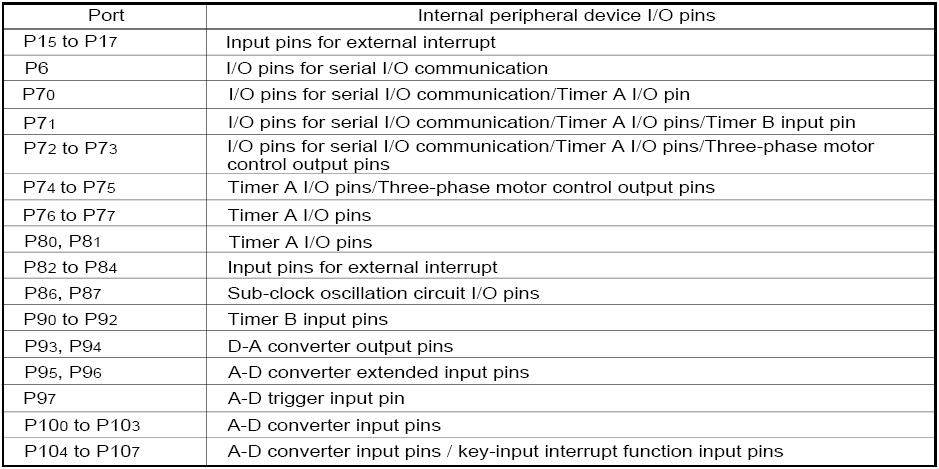 Port Internal peripheral device I/O pins
P15 to P17 Input pins for external interrupt
P6 I/O pins for serial I/O communication
P70 I/O pins for serial I/O communication/Timer A I/O pin
P71 I/O pins for serial I/O communication/Timer A I/O pins/Timer B input pin
P72 to P73 I/O pins for serial I/O communication/Timer A I/O pins/Three-phase motor
control output pins
P74 to P75 Timer A I/O pins/Three-phase motor control output pins
P76 to P77 Timer A I/O pins
P80, P81 Timer A I/O pins
P82 to P84 Input pins for external interrupt
P86, P87 Sub-clock oscillation circuit I/O pins
P90 to P92 Timer B input pins
P93, P94 D-A converter output pins
P95, P96 A-D converter extended input pins
P97 A-D trigger input pin
P100 to P103 A-D converter input pins
P104 to P107 A-D converter input pins / key-input interrupt function input pins